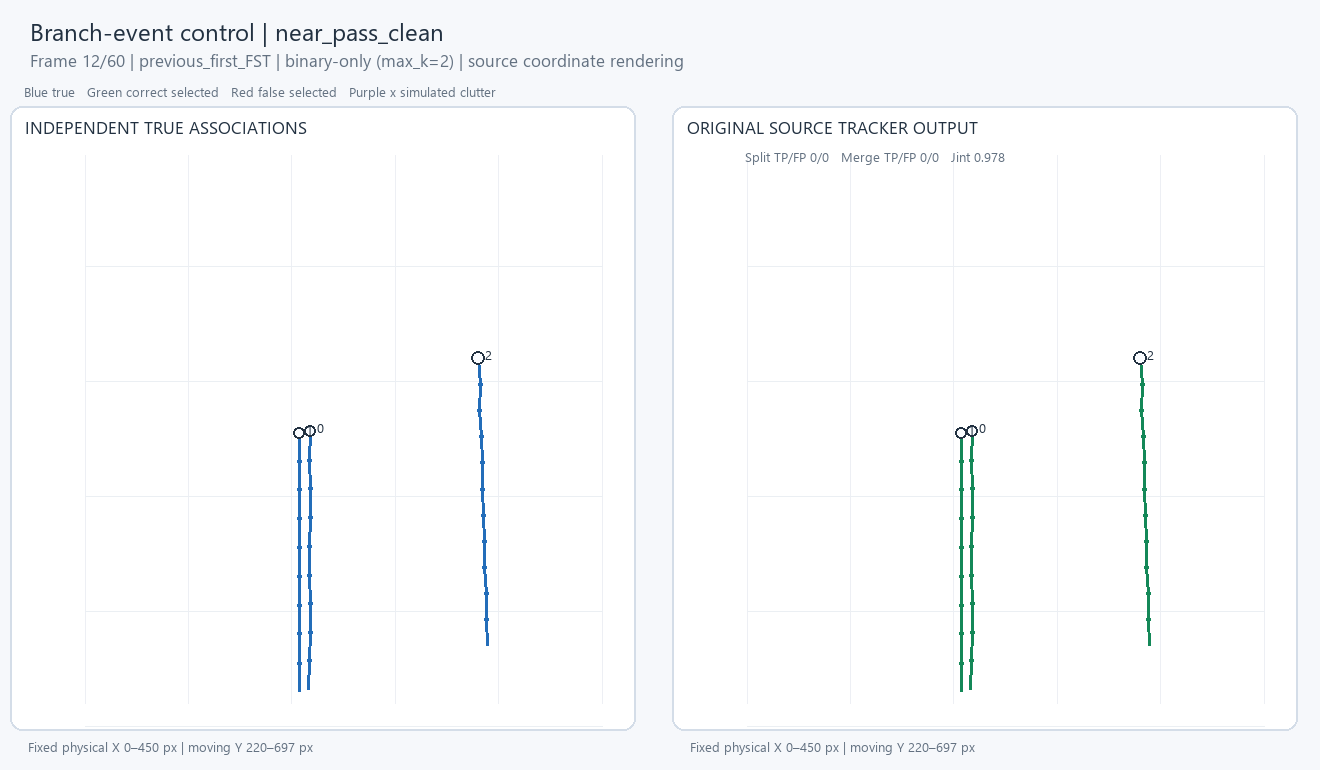 Branch-event control | near_pass_clean
Frame 12/60 | previous_first_FST | binary-only (max_k=2) | source coordinate rendering
Blue true   Green correct selected   Red false selected   Purple x simulated clutter
INDEPENDENT TRUE ASSOCIATIONS
2
0
Fixed physical X 0–450 px | moving Y 220–697 px
ORIGINAL SOURCE TRACKER OUTPUT
Split TP/FP 0/0   Merge TP/FP 0/0   Jint 0.978
2
0
Fixed physical X 0–450 px | moving Y 220–697 px